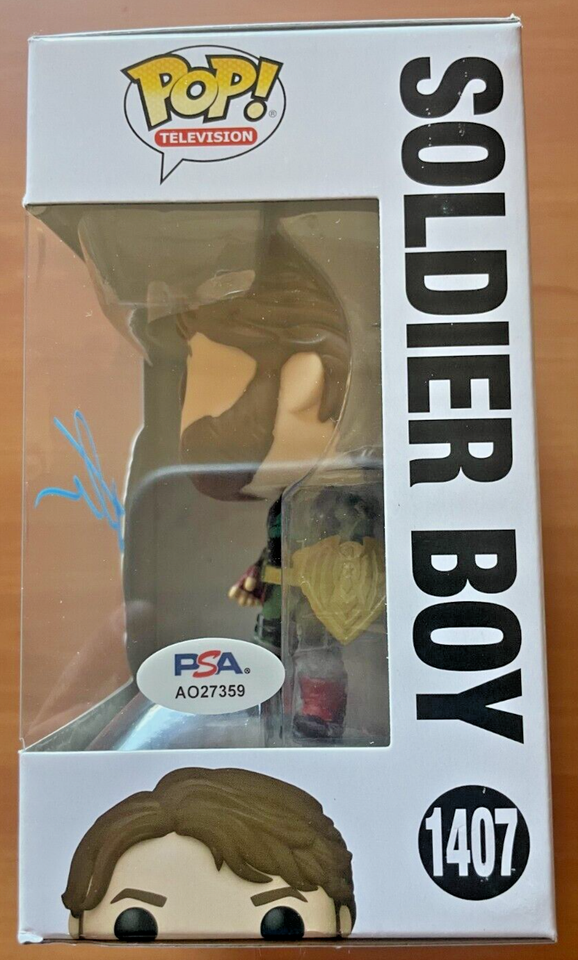 POP!
TELEVISION
SOLDIER BOY
PSA
AO27359
1407